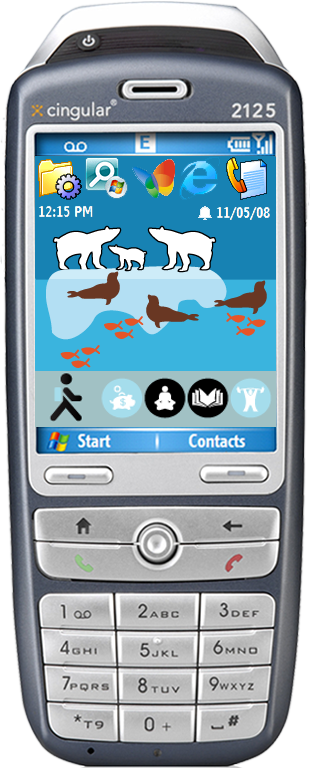 cingular®
2125
E
12:15 PM 11/05/08
Start Contacts
1 2ABC 3DEF
4GHI 5JKL 6MNO
7PQRS 8TUV 9WXYZ
*T9 0 + #